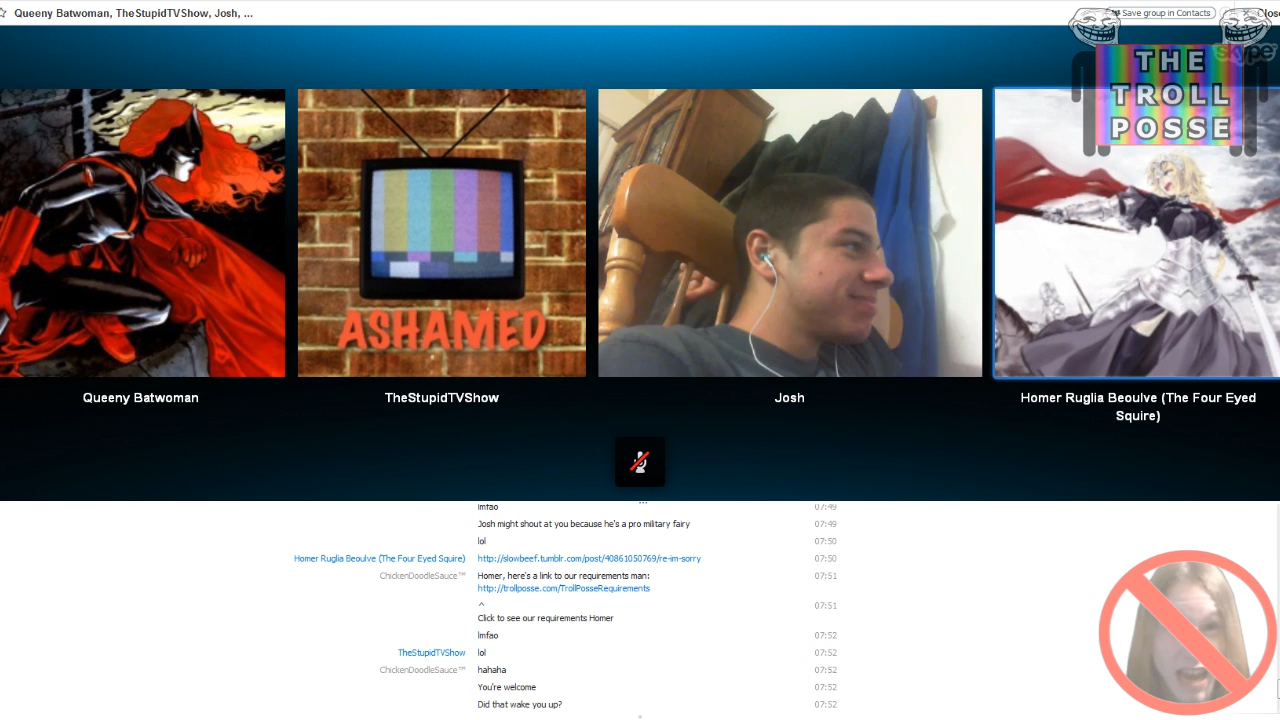 Queeny Batwoman, TheStupidTVShow, Josh, ...
Save group in Contacts
Close
skype
THE
TROLL
POSSE
ASHAMED
Queeny Batwoman
TheStupidTVShow
Josh
Homer Ruglia Beoulve (The Four Eyed
Squire)
lmfao 07:49
Josh might shout at you because he's a pro military fairy 07:49
lol 07:50
Homer Ruglia Beoulve (The Four Eyed Squire) http://slowbeef.tumblr.com/post/40861050769/re-im-sorry 07:50
ChickenDoodleSauce™ Homer, here's a link to our requirements man: 07:51
http://trollposse.com/TrollPosseRequirements
^ 07:51
Click to see our requirements Homer
lmfao 07:52
TheStupidTVShow lol 07:52
ChickenDoodleSauce™ hahaha 07:52
You're welcome 07:52
Did that wake you up? 07:52